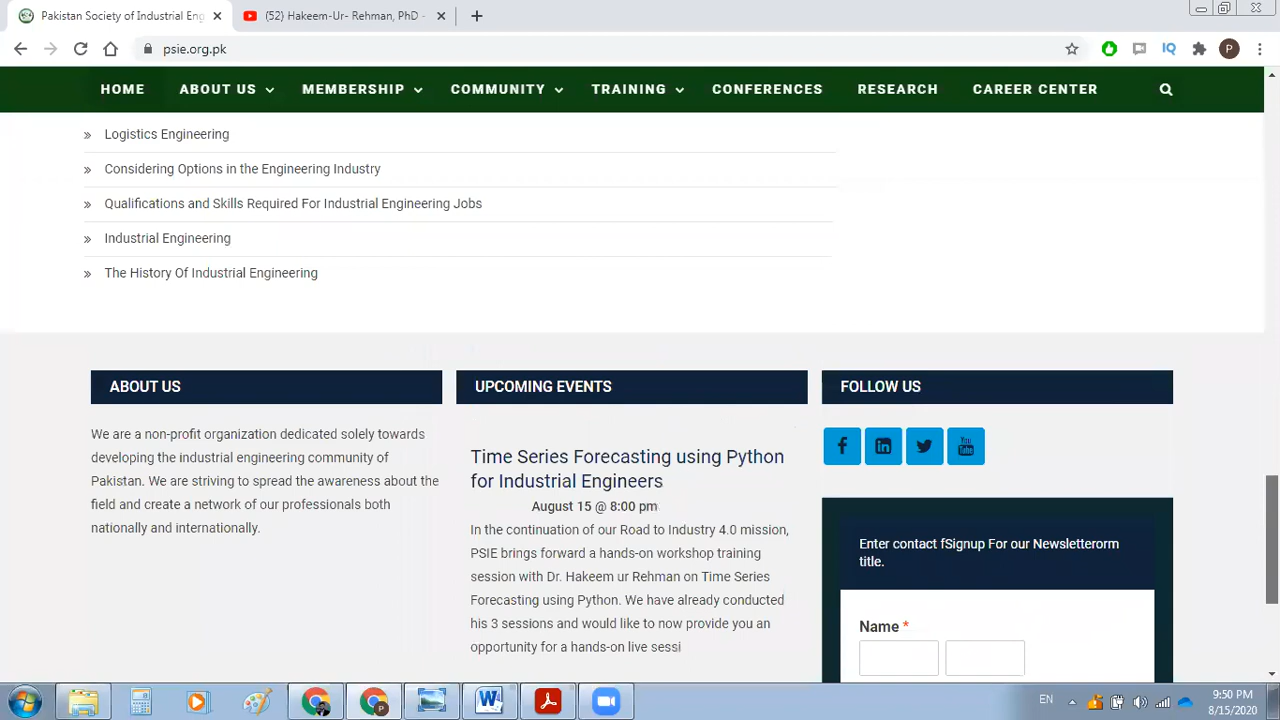 Pakistan Society of Industrial Eng
(52) Hakeem-Ur- Rehman, PhD -
psie.org.pk
IQ
P
HOME
ABOUT US
MEMBERSHIP
COMMUNITY
TRAINING
CONFERENCES
RESEARCH
CAREER CENTER
Logistics Engineering
Considering Options in the Engineering Industry
Qualifications and Skills Required For Industrial Engineering Jobs
Industrial Engineering
The History Of Industrial Engineering
ABOUT US
We are a non-profit organization dedicated solely towards
developing the industrial engineering community of
Pakistan. We are striving to spread the awareness about the
field and create a network of our professionals both
nationally and internationally.
UPCOMING EVENTS
Time Series Forecasting using Python
for Industrial Engineers
August 15 @ 8:00 pm
In the continuation of our Road to Industry 4.0 mission,
PSIE brings forward a hands-on workshop training
session with Dr. Hakeem ur Rehman on Time Series
Forecasting using Python. We have already conducted
his 3 sessions and would like to now provide you an
opportunity for a hands-on live sessi
FOLLOW US
You Tube
Enter contact fSignup For our Newsletterorm
title.
Name *
EN
9:50 PM
8/15/2020